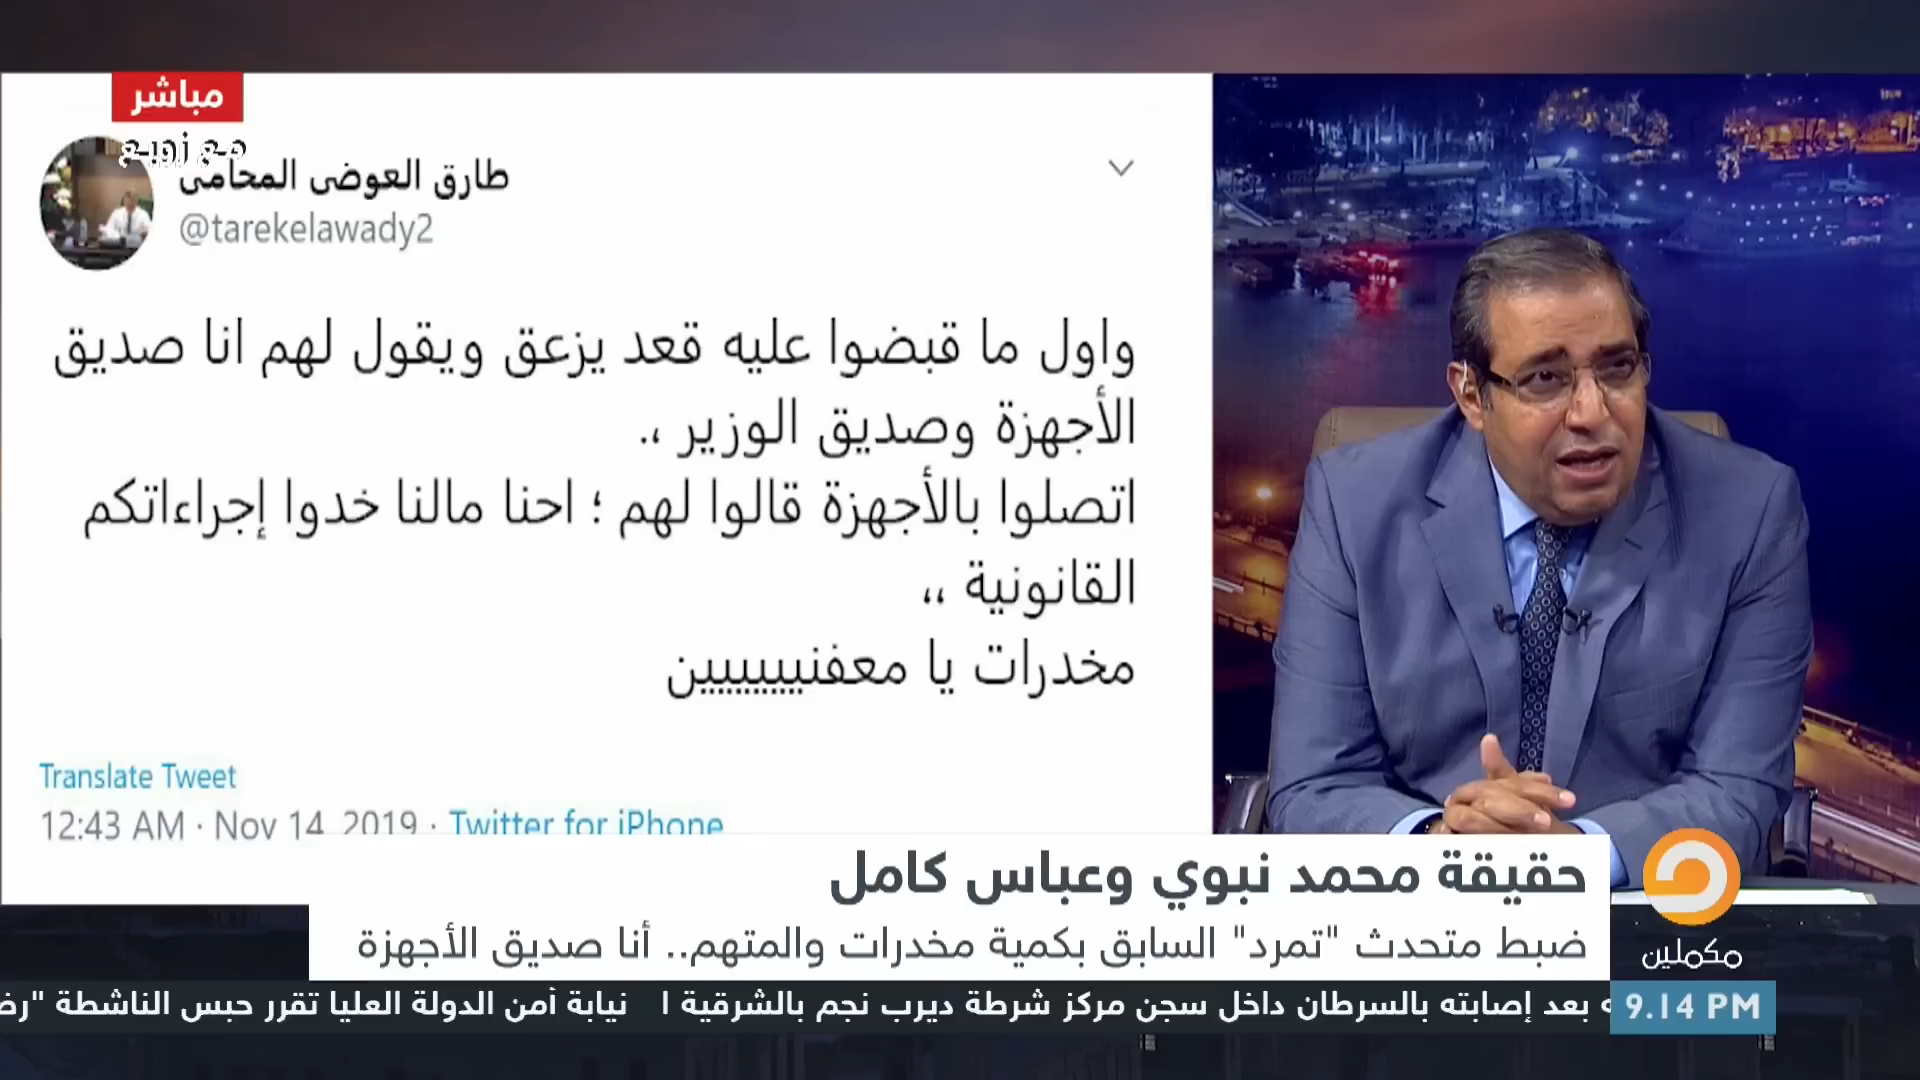 مباشر
طارق العوضى المحامى
@tarekelawady2
واول ما قبضوا عليه قعد يزعق ويقول لهم انا صديق
الأجهزة وصديق الوزير ،.
اتصلوا بالأجهزة قالوا لهم ؛ احنا مالنا خدوا إجراءاتكم
القانونية ،،
مخدرات يا معفنيييييييين
Translate Tweet
12:43 AM · Nov 14, 2019 · Twitter for iPhone
حقيقة محمد نبوي وعباس كامل
ضبط متحدث "تمرد" السابق بكمية مخدرات والمتهم.. أنا صديق الأجهزة
مكملين
بعد إصابته بالسرطان داخل سجن مركز شرطة ديرب نجم بالشرقية ا نيابة أمن الدولة العليا تقرر حبس الناشطة
9.14 PM